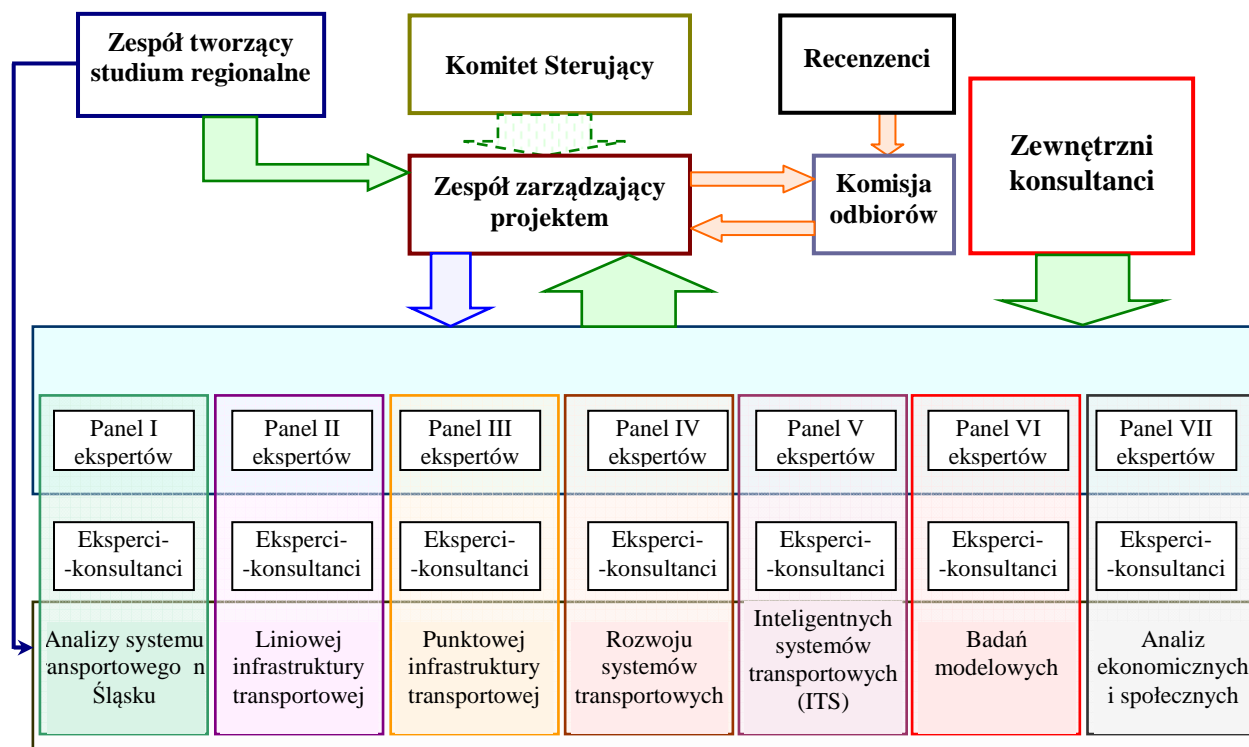 Zespół tworzący
studium regionalne
Komitet Sterujący
Recenzenci
Zewnętrzni
konsultanci
Zespół zarządzający
projektem
Komisja
odbiorów
Panel I
ekspertów
Panel II
ekspertów
Panel III
ekspertów
Panel IV
ekspertów
Panel V
ekspertów
Panel VI
ekspertów
Panel VII
ekspertów
Eksperci-
-konsultanci
Eksperci-
-konsultanci
Eksperci-
-konsultanci
Eksperci-
-konsultanci
Eksperci-
-konsultanci
Eksperci-
-konsultanci
Eksperci-
-konsultanci
Analizy systemu
ansportowego n
Śląsku
Liniowej
infrastruktury
transportowej
Punktowej
infrastruktury
transportowej
Rozwoju
systemów
transportowych
Inteligentnych
systemów
transportowych
(ITS)
Badań
modelowych
Analiz
ekonomicznych
i społecznych